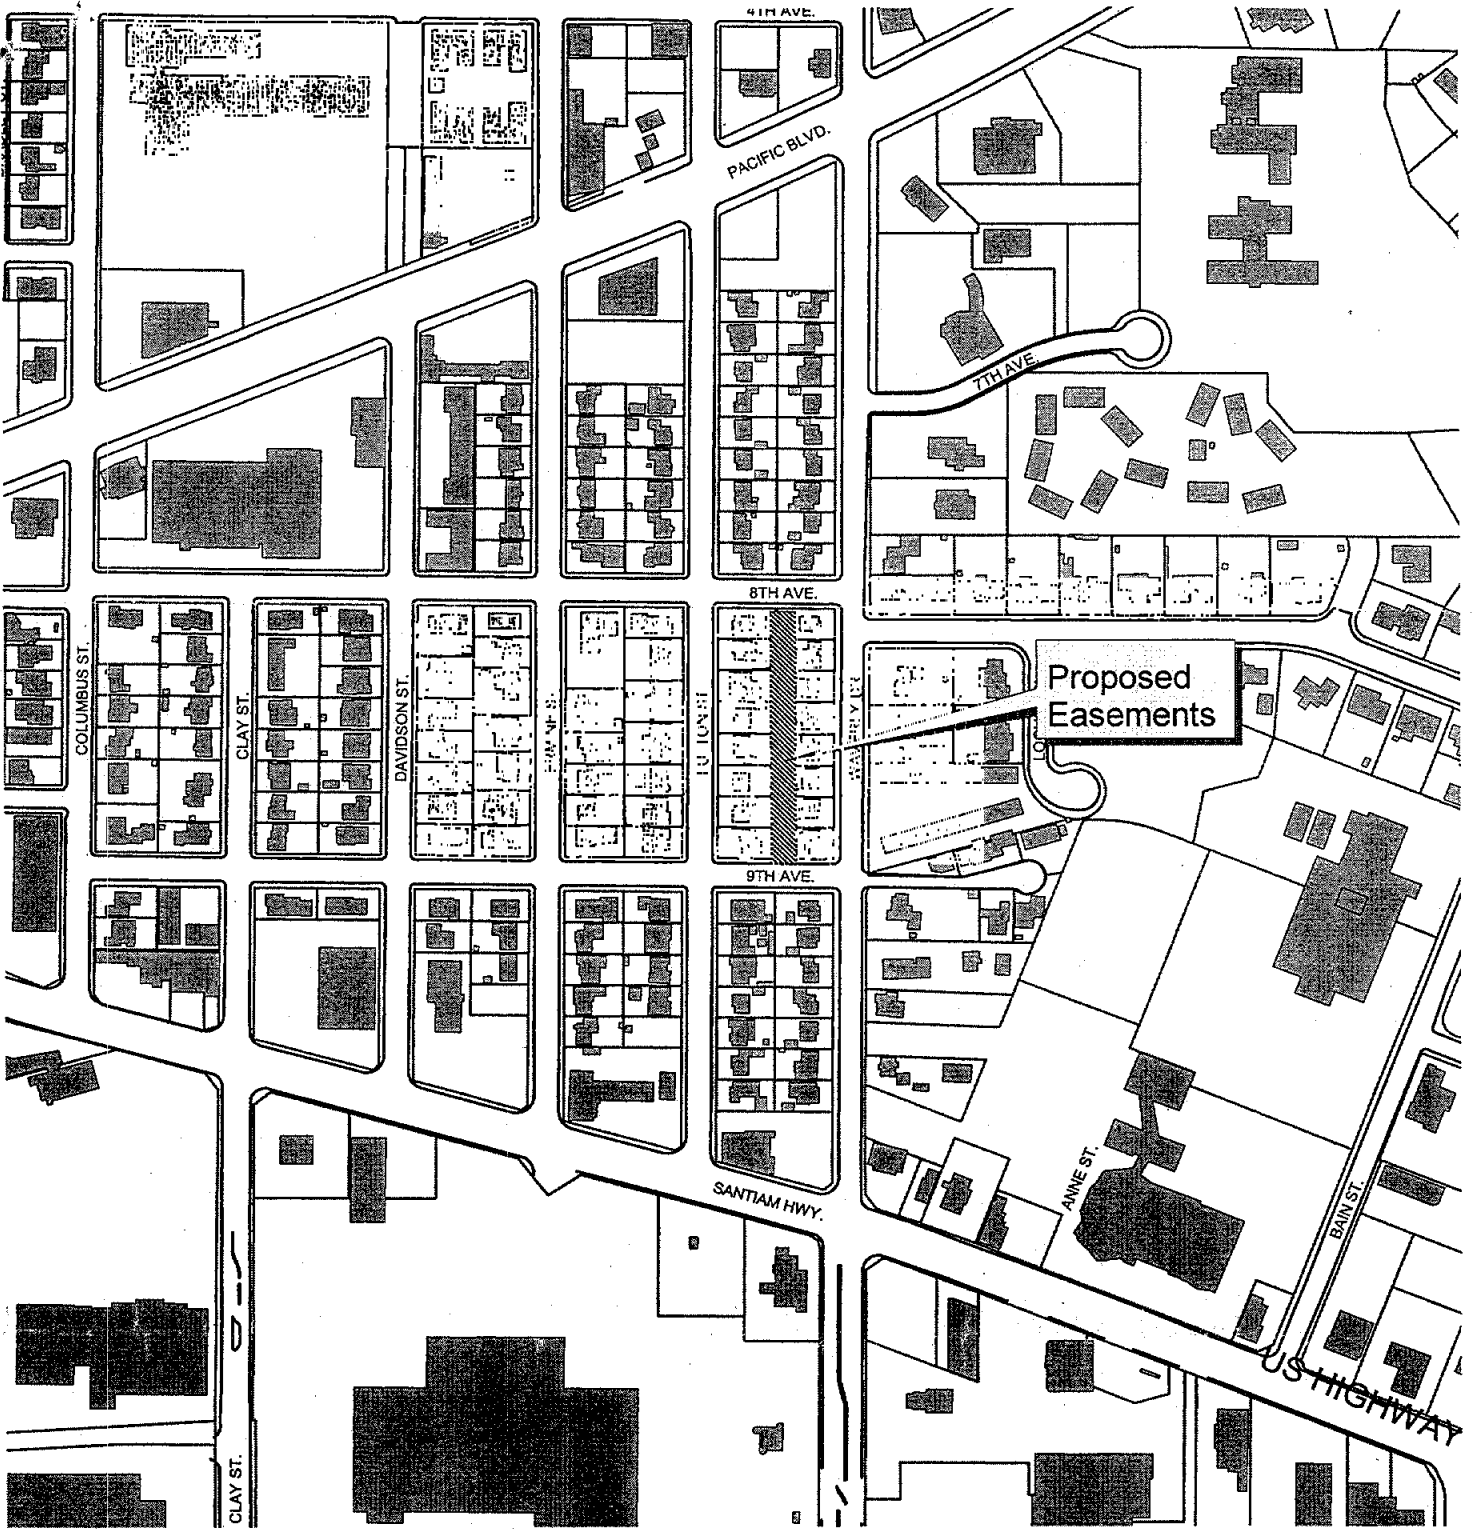 4TH AVE.
PACIFIC BLVD.
7TH AVE.
8TH AVE.
COLUMBUS ST.
CLAY ST.
DAVIDSON ST.
Proposed
Easements
9TH AVE.
SANTIAM HWY.
ANNE ST.
BAIN ST.
US HIGHWAY
CLAY ST.